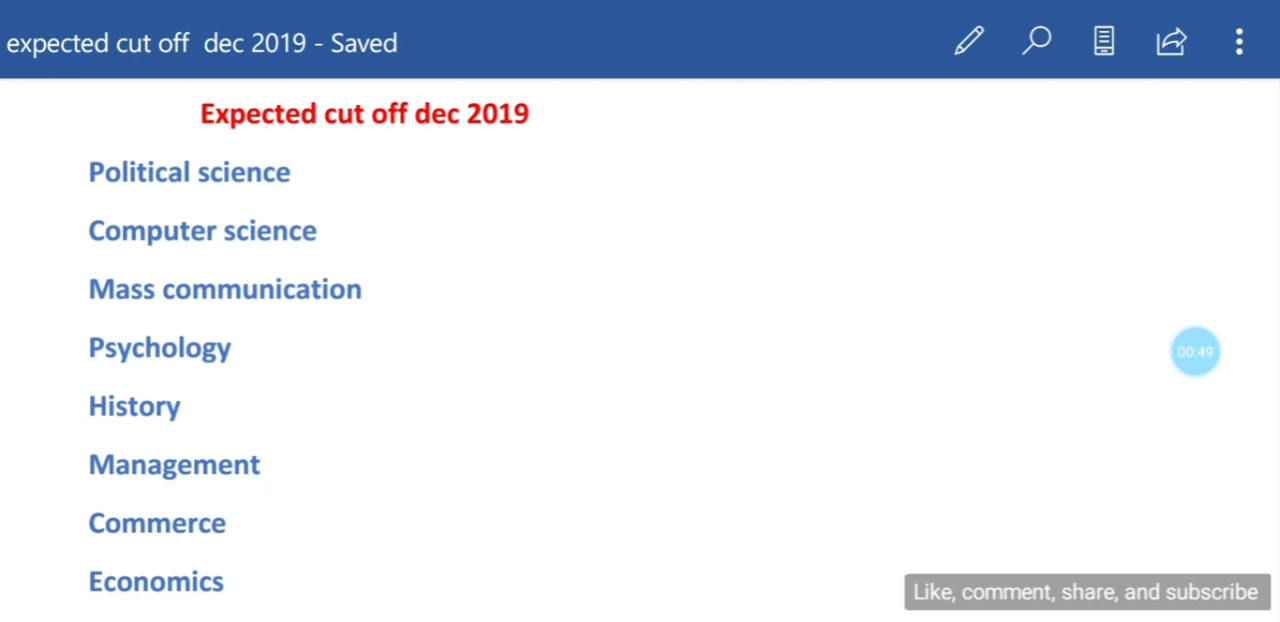 expected cut off  dec 2019 - Saved
Expected cut off dec 2019
Political science
Computer science
Mass communication
Psychology
00:49
History
Management
Commerce
Economics
Like, comment, share, and subscribe